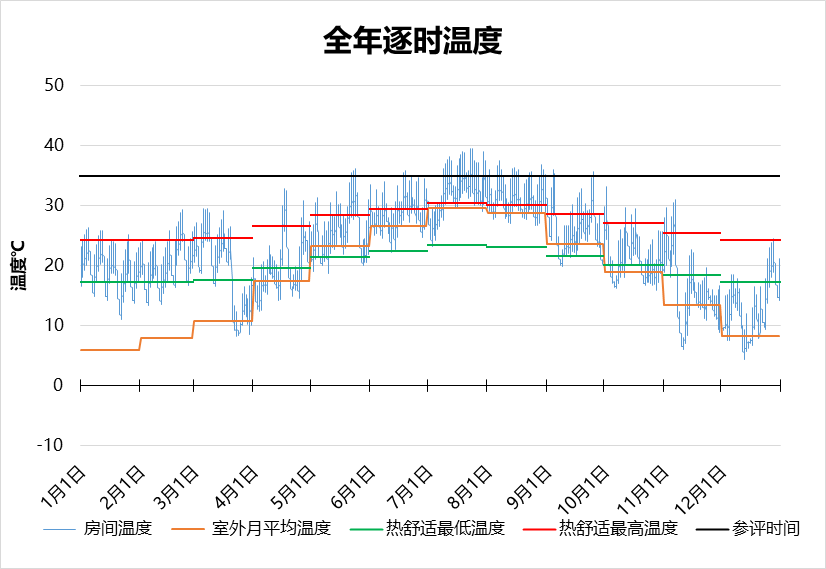 全年逐时温度
50
40
30
20
10
0
-10
温度℃
1月1日
2月1日
3月1日
4月1日
5月1日
6月1日
7月1日
8月1日
9月1日
10月1日
11月1日
12月1日
房间温度
室外月平均温度
热舒适最低温度
热舒适最高温度
参评时间